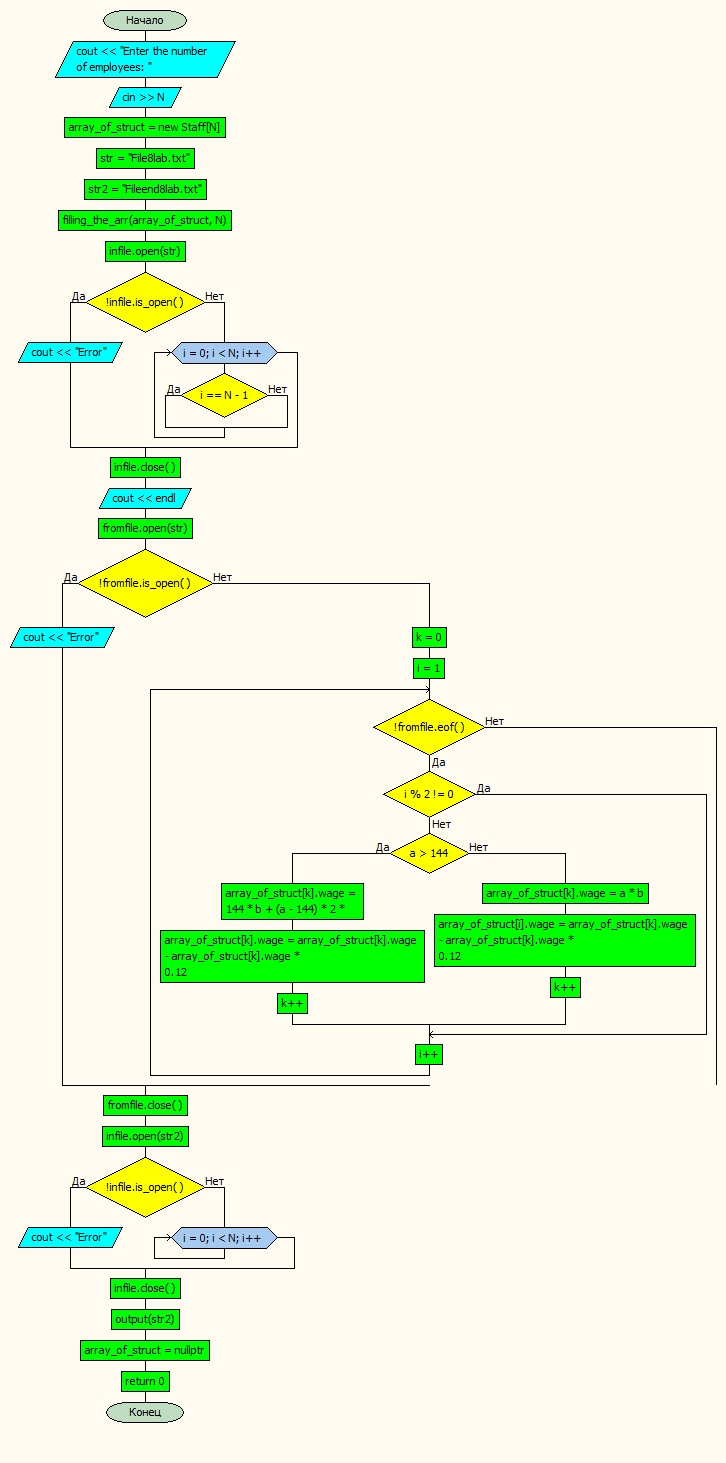 Начало
cout << "Enter the number
of employees: "
cin >> N
array_of_struct = new Staff[N]
str = "File8lab.txt"
str2 = "Fileend8lab.txt"
filling_the_arr(array_of_struct, N)
infile.open(str)
Да
Нет
!infile.is_open( )
cout << "Error"
i = 0; i < N; i++
Да
Нет
i == N - 1
infile.close( )
cout << endl
fromfile.open(str)
Да
Нет
!fromfile.is_open( )
cout << "Error"
k = 0
i = 1
!fromfile.eof( )
Нет
Да
i % 2 != 0
Да
Нет
Да
a > 144
Нет
array_of_struct[k].wage =
144 * b + (a - 144) * 2 *
array_of_struct[k].wage = a * b
array_of_struct[k].wage = array_of_struct[k].wage
- array_of_struct[k].wage *
0.12
array_of_struct[i].wage = array_of_struct[k].wage
- array_of_struct[k].wage *
0.12
k++
k++
i++
fromfile.close( )
infile.open(str2)
Да
Нет
!infile.is_open( )
cout << "Error"
i = 0; i < N; i++
infile.close( )
output(str2)
array_of_struct = nullptr
return 0
Конец